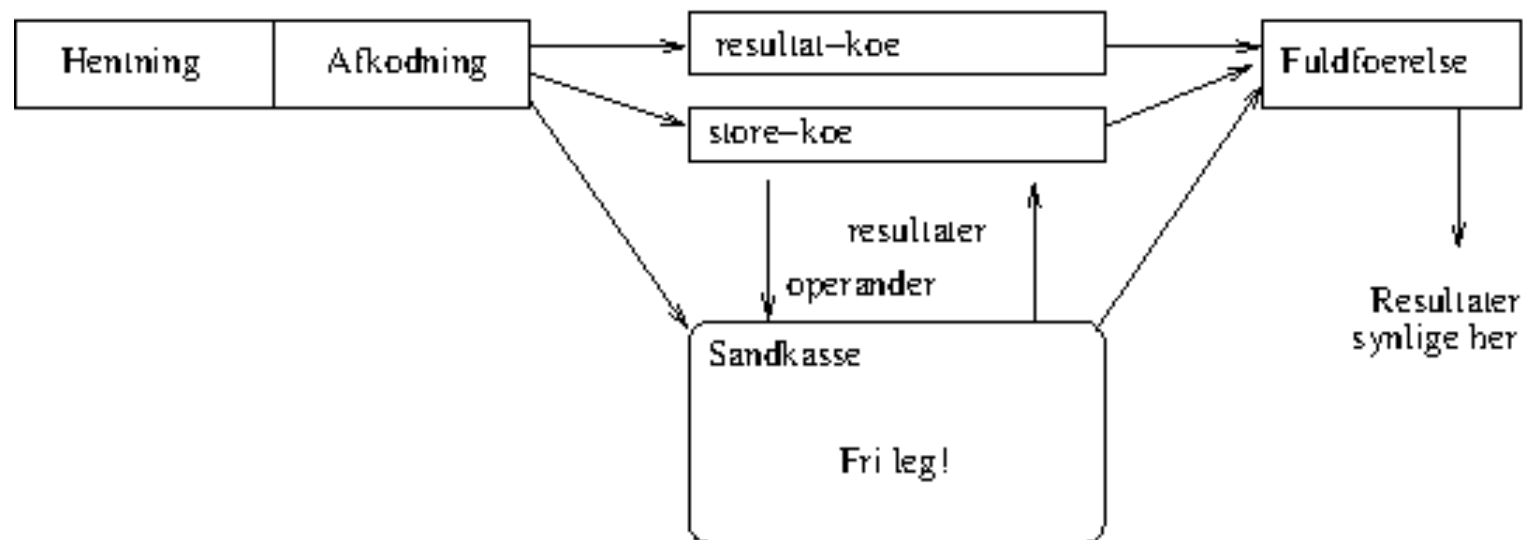 Hentning
Afkodning
resultat–koe
Fuldfoerelse
store–koe
resultater
operander
Resultater
synlige her
Sandkasse
Fri leg!